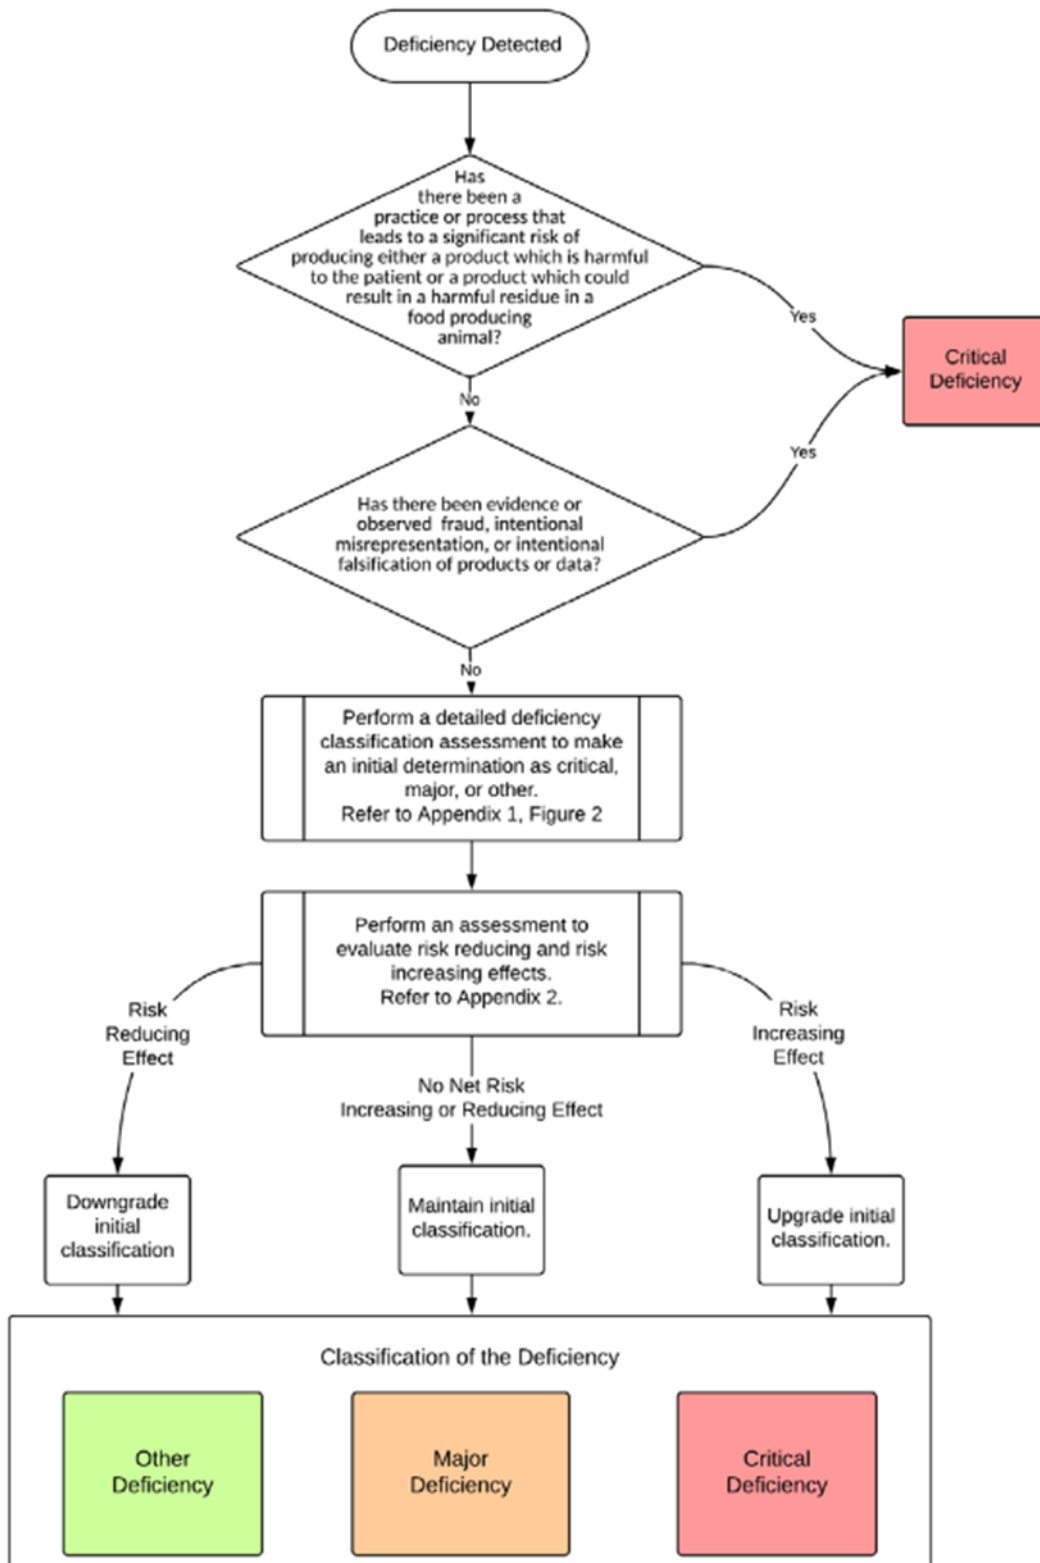 Deficiency Detected
Has
there been a
practice or process that
leads to a significant risk of
producing either a product which is harmful
to the patient or a product which could
result in a harmful residue in a
food producing
animal?
Yes
Critical
Deficiency
No
Yes
Has there been evidence or
observed fraud, intentional
misrepresentation, or intentional
falsification of products or data?
No
Perform a detailed deficiency
classification assessment to make
an initial determination as critical,
major, or other.
Refer to Appendix 1, Figure 2
Perform an assessment to
evaluate risk reducing and risk
increasing effects.
Refer to Appendix 2.
Risk
Reducing
Effect
No Net Risk
Increasing or Reducing Effect
Risk
Increasing
Effect
Downgrade
initial
classification
Maintain initial
classification.
Upgrade initial
classification.
Classification of the Deficiency
Other
Deficiency
Major
Deficiency
Critical
Deficiency